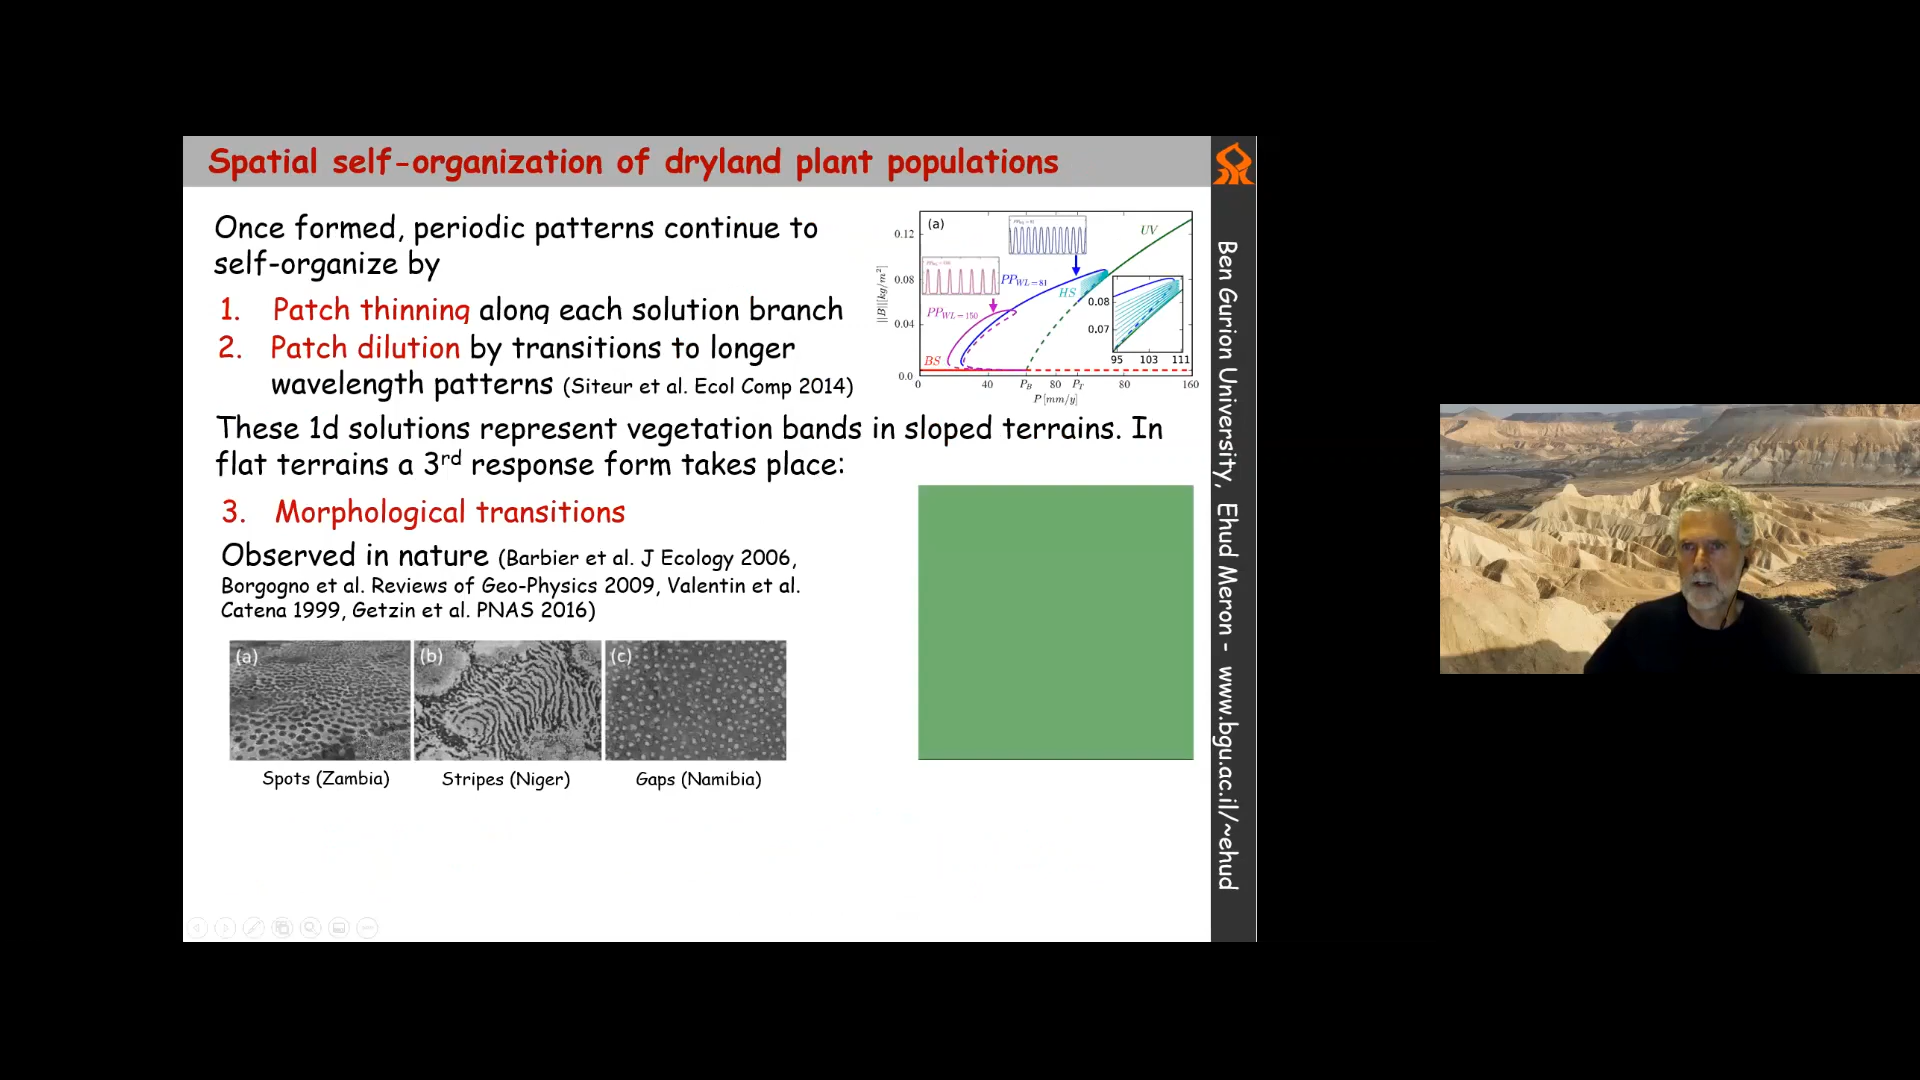 Spatial self-organization of dryland plant populations
Once formed, periodic patterns continue to
self-organize by
1. Patch thinning along each solution branch
2. Patch dilution by transitions to longer
wavelength patterns (Siteur et al. Ecol Comp 2014)
These 1d solutions represent vegetation bands in sloped terrains. In
flat terrains a 3rd response form takes place:
3. Morphological transitions
Observed in nature (Barbier et al. J Ecology 2006,
Borgogno et al. Reviews of Geo-Physics 2009, Valentin et al.
Catena 1999, Getzin et al. PNAS 2016)
(a) (b) (c)
Spots (Zambia) Stripes (Niger) Gaps (Namibia)
(a)
UV
0.12
0.08
0.04
0.0
||B||[kg/m²]
PP_WL=81
HS
PP_WL=150
BS
0.08
0.07
95 103 111
0 40 P_B 80 P_T 80 160
P [mm/y]
Ben Gurion University, Ehud Meron - www.bgu.ac.il/~ehud